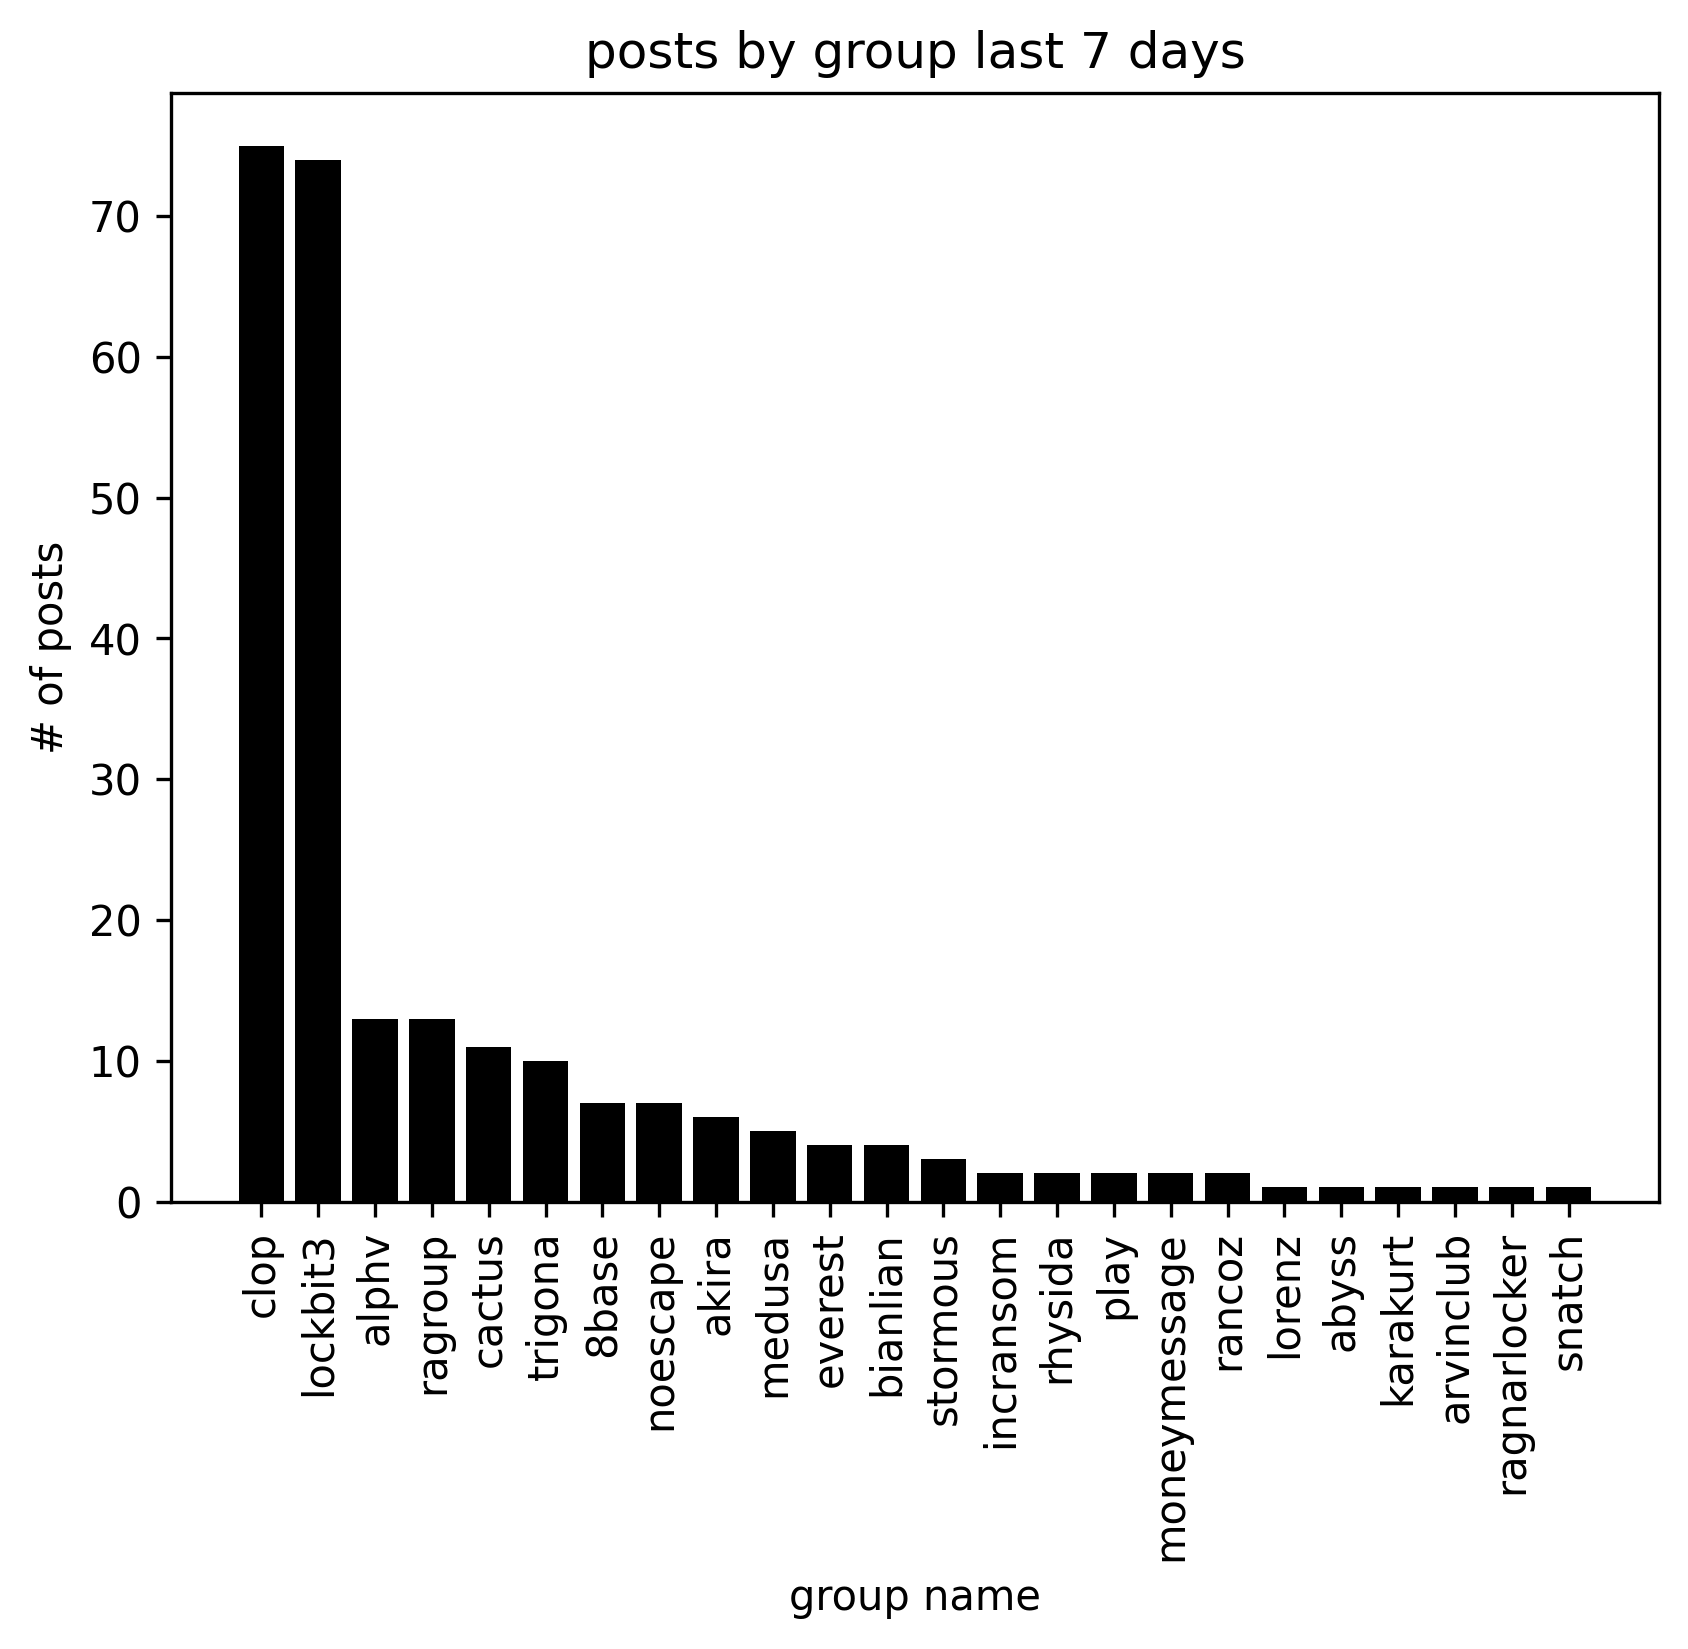 posts by group last 7 days
# of posts
70
60
50
40
30
20
10
0
clop
lockbit3
alphv
ragroup
cactus
trigona
8base
noescape
akira
medusa
everest
bianlian
stormous
incransom
rhysida
play
moneymessage
rancoz
lorenz
abyss
karakurt
arvinclub
ragnarlocker
snatch
group name